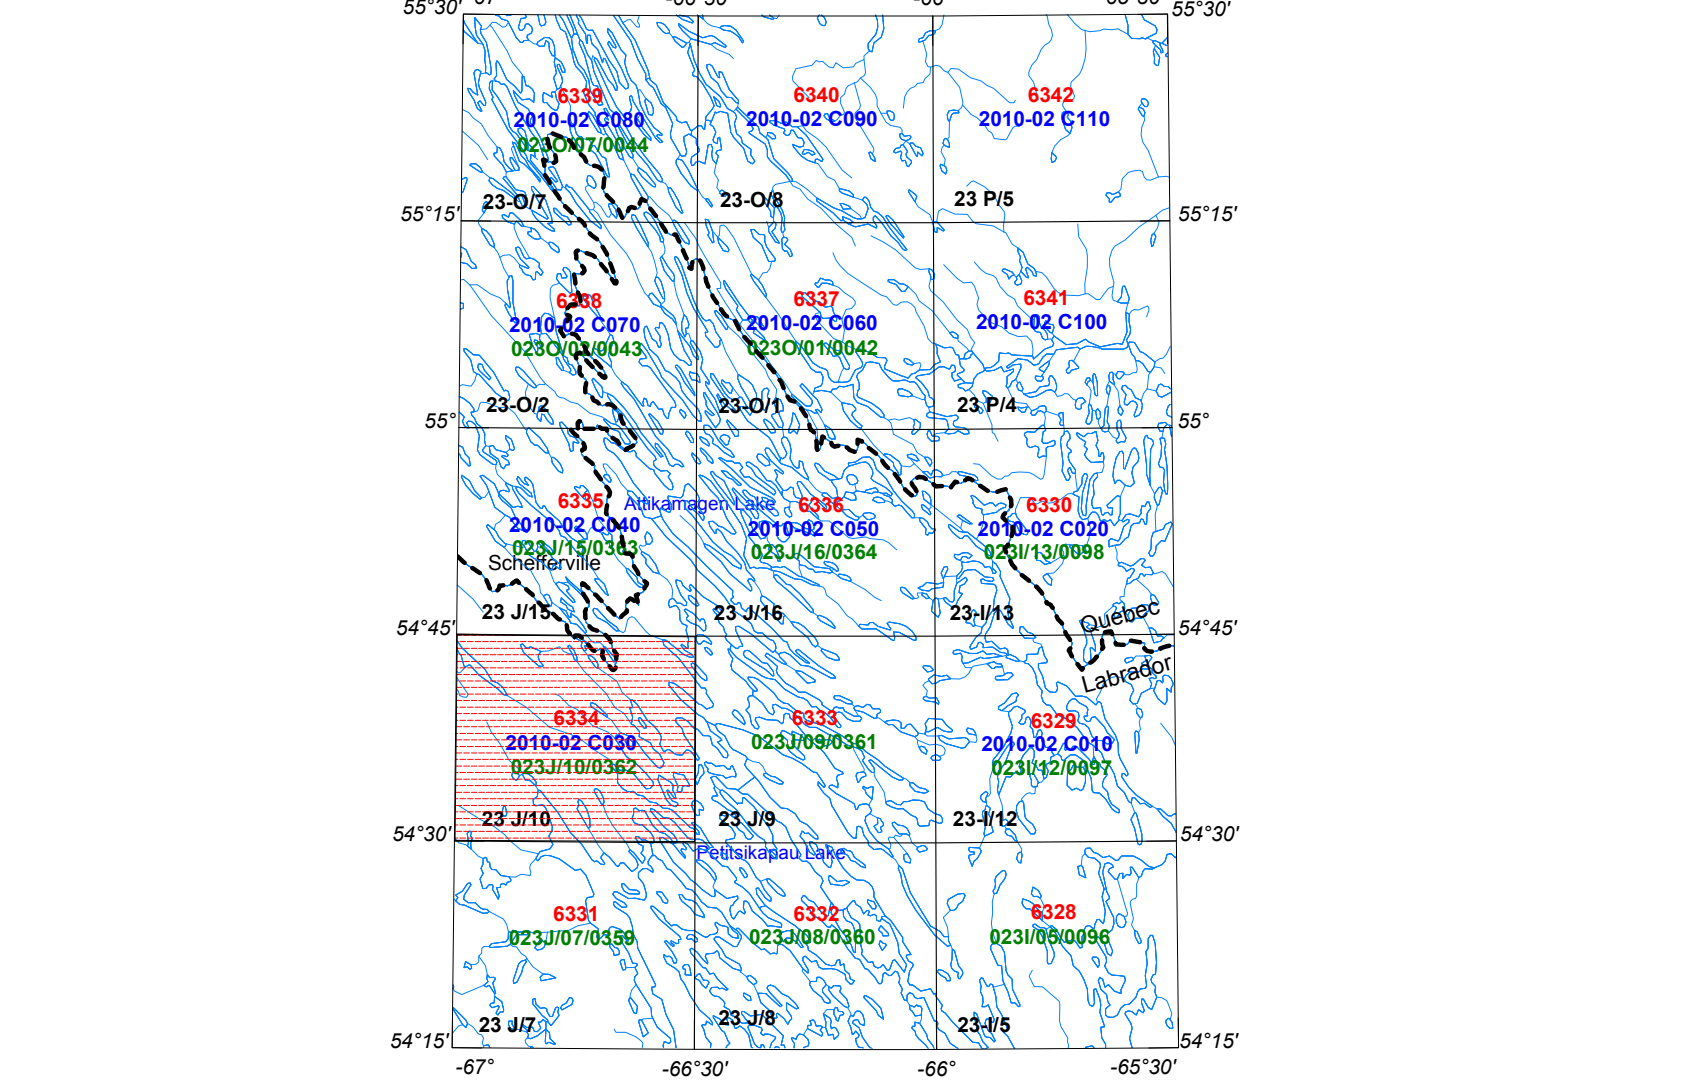 55°30'
55°30'
6339
6340
6342
2010-02 C080
2010-02 C090
2010-02 C110
023O/07/0044
23-O/7
23-O/8
23 P/5
55°15'
55°15'
6338
6337
6341
2010-02 C070
2010-02 C060
2010-02 C100
023O/02/0043
023O/01/0042
23-O/2
23-O/1
23 P/4
55°
55°
6335
Attikamagen Lake
6336
6330
2010-02 C040
2010-02 C050
2010-02 C020
023J/15/0363
023J/16/0364
023I/13/0098
Schefferville
23 J/15
23 J/16
23-I/13
Quebec
54°45'
54°45'
Labrador
6334
6333
6329
2010-02 C030
023J/09/0361
2010-02 C010
023J/10/0362
023I/12/0097
23 J/10
23 J/9
23-I/12
54°30'
54°30'
Petitsikapau Lake
6331
6332
6328
023J/07/0359
023J/08/0360
023I/05/0096
23 J/7
23 J/8
23-I/5
54°15'
54°15'
-67°
-66°30'
-66°
-65°30'